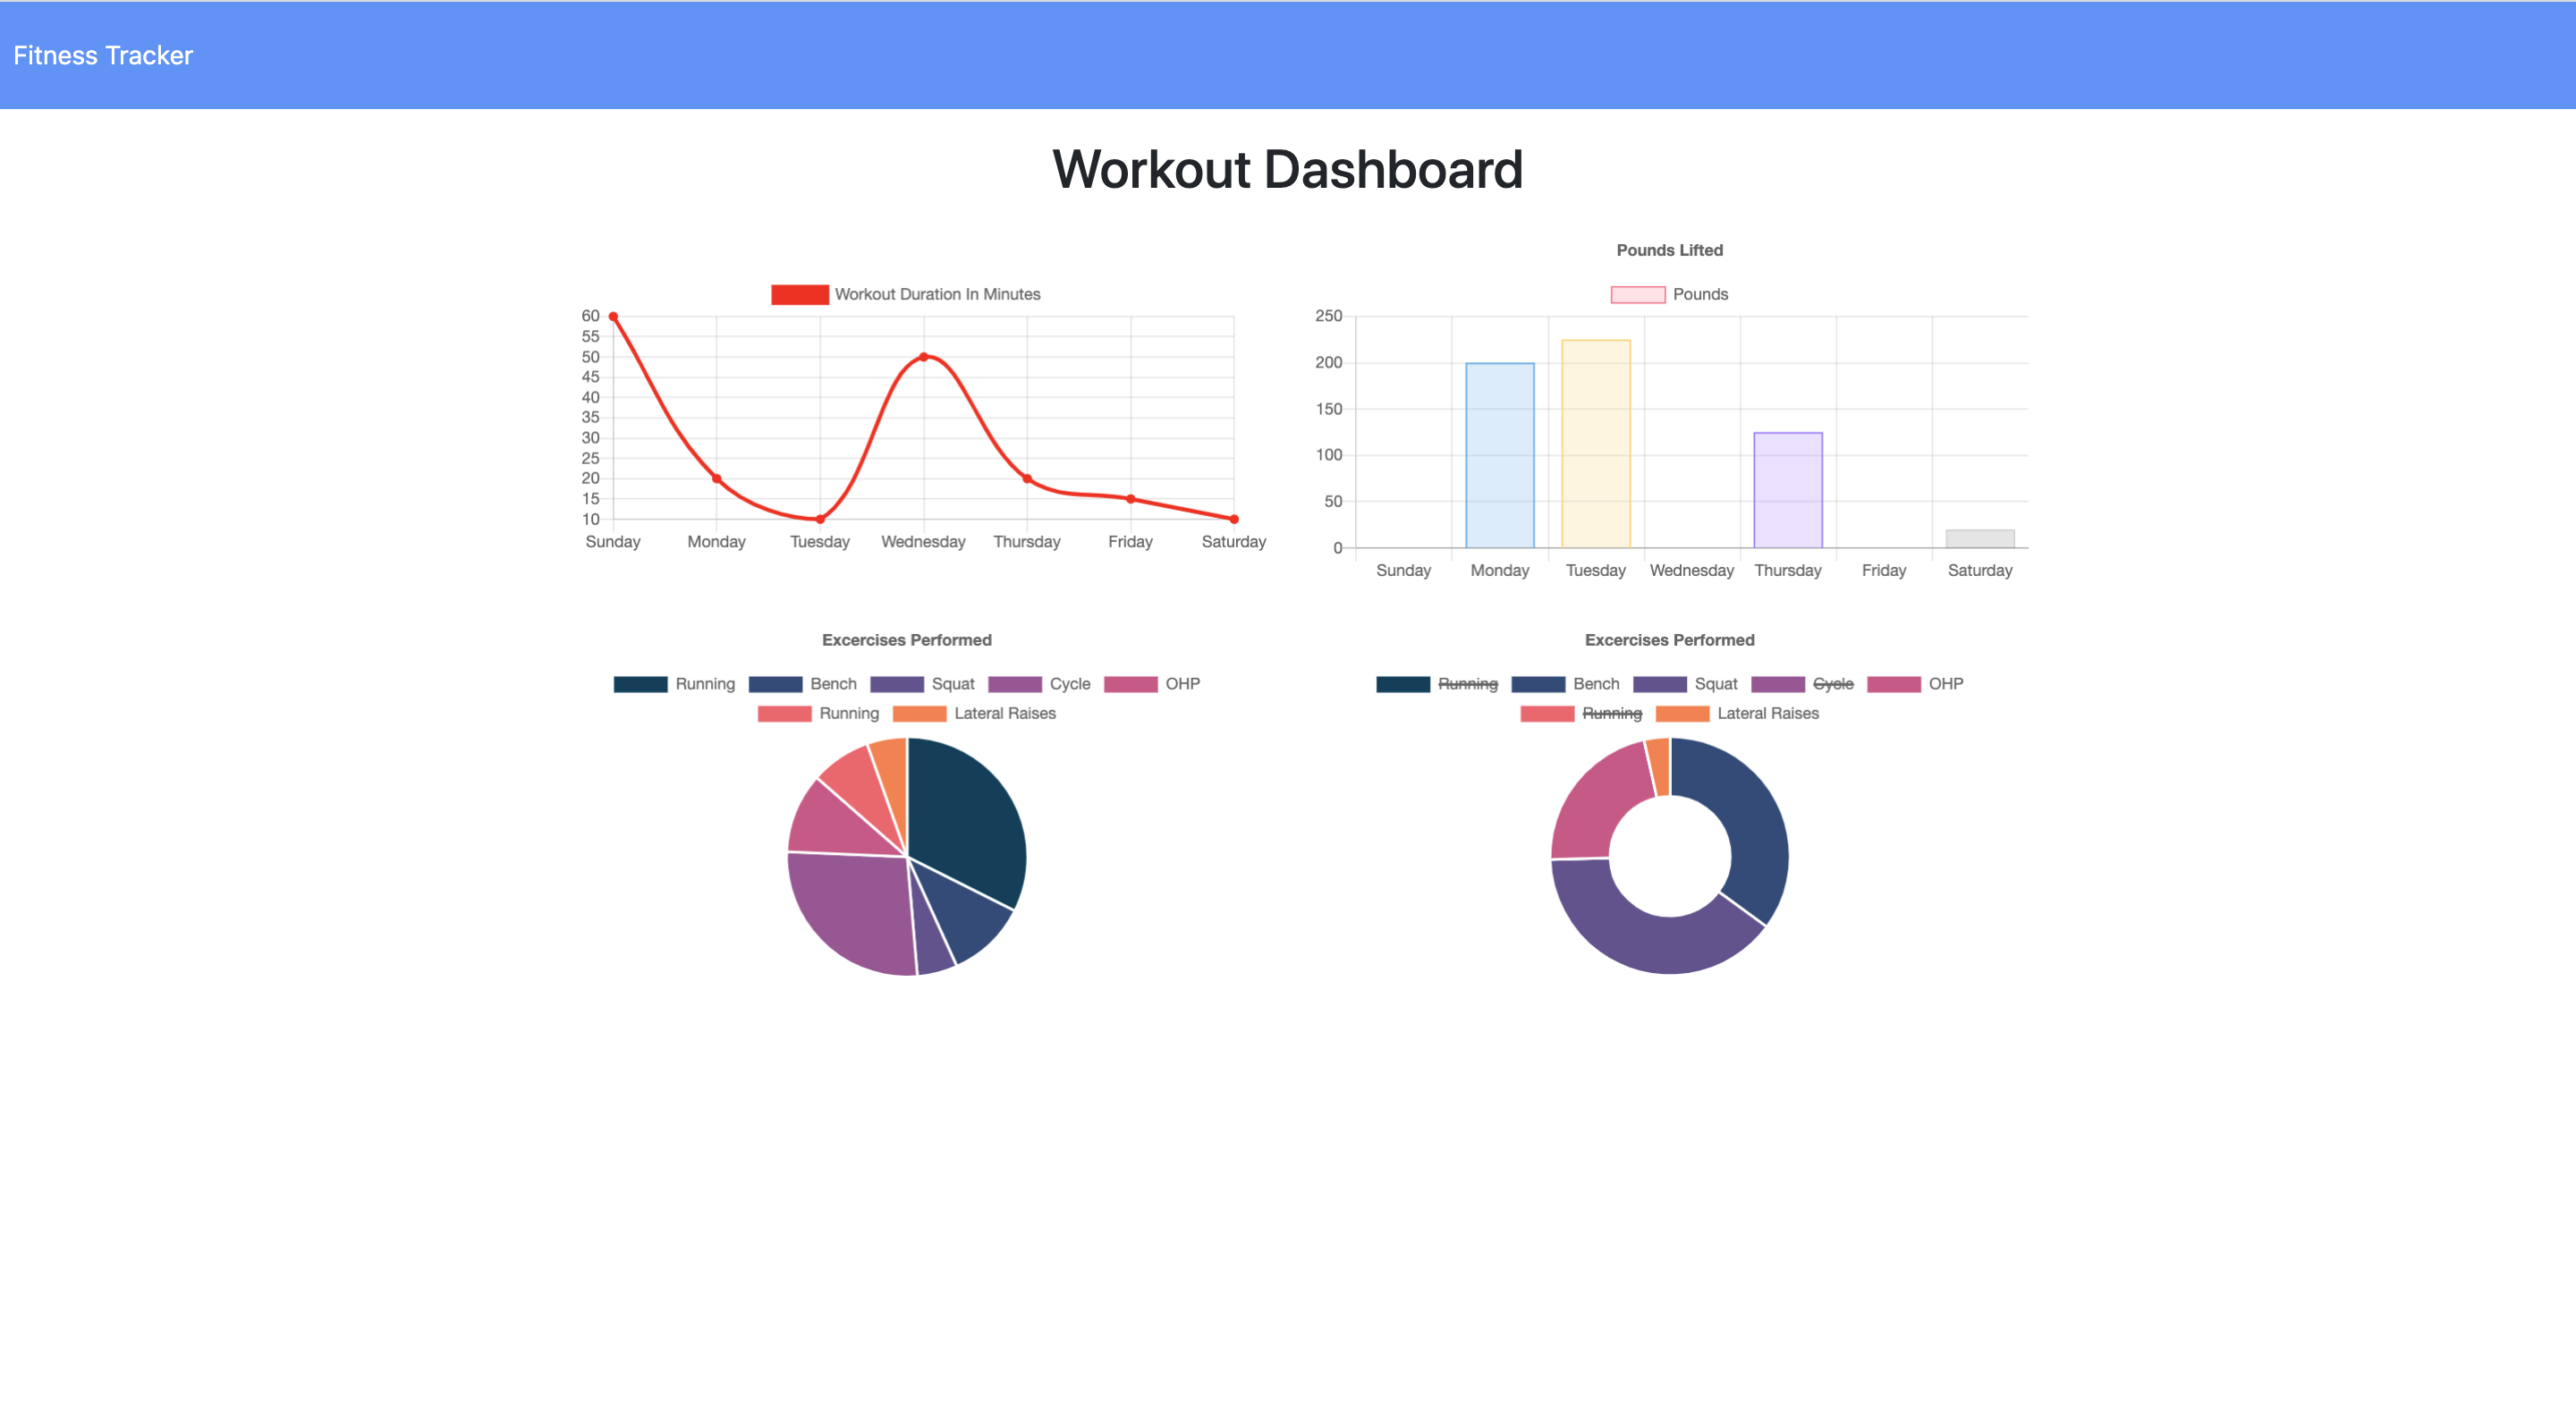 Fitness Tracker
Workout Dashboard
Workout Duration In Minutes
60
55
50
45
40
35
30
25
20
15
10
Sunday Monday Tuesday Wednesday Thursday Friday Saturday
Pounds Lifted
Pounds
250
200
150
100
50
0
Sunday Monday Tuesday Wednesday Thursday Friday Saturday
Excercises Performed
Running Bench Squat Cycle OHP
Running Lateral Raises
Excercises Performed
Running Bench Squat Cycle OHP
Running Lateral Raises